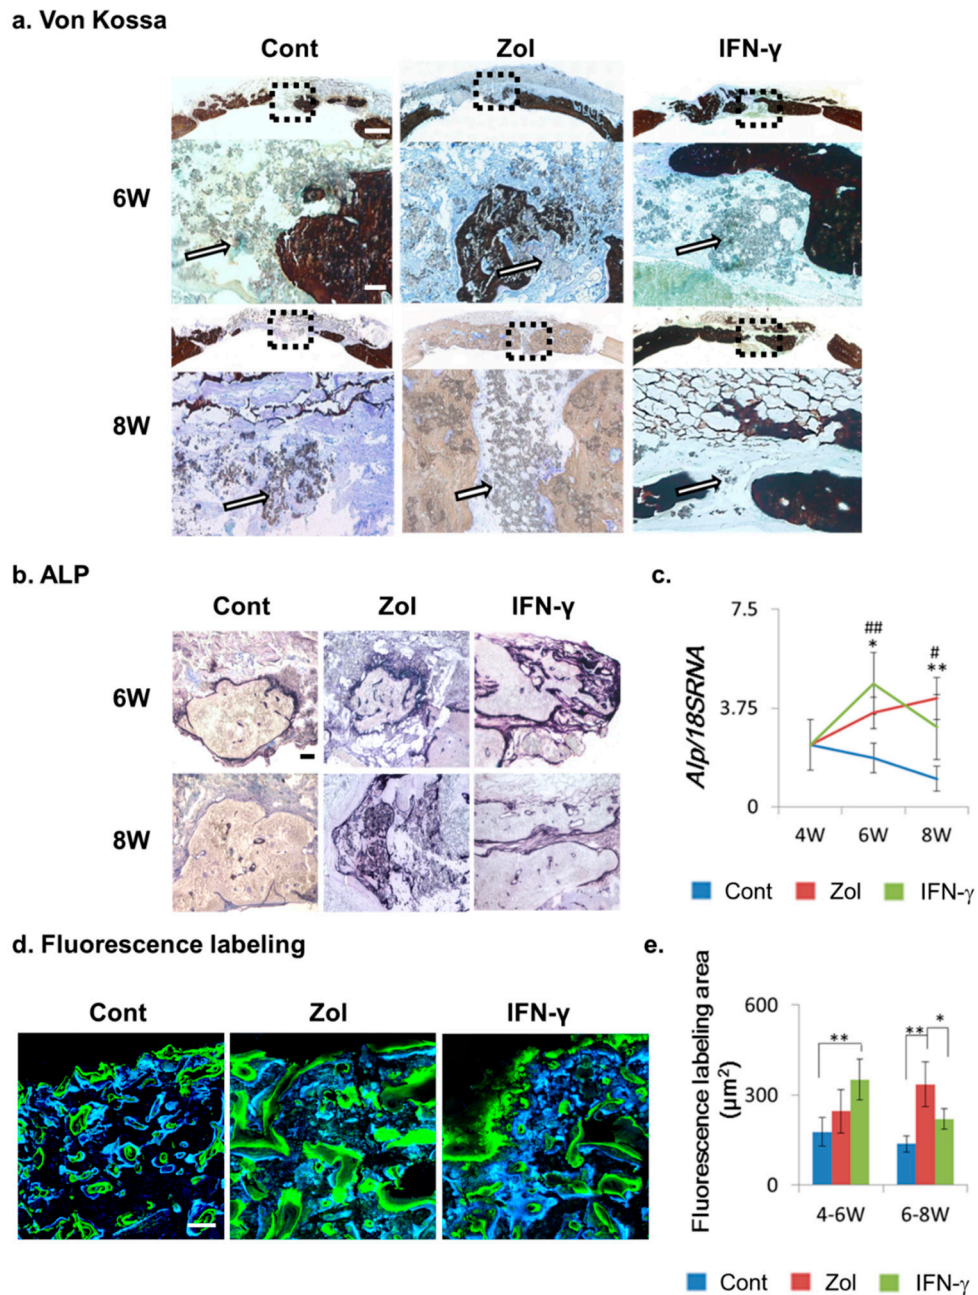 a. Von Kossa
Cont Zol IFN-γ
6W
8W
b. ALP
Cont Zol IFN-γ
6W
8W
c.
Alp/18SRNA
7.5
3.75
0
##
*
#
**
4W 6W 8W
Cont Zol IFN-γ
d. Fluorescence labeling
Cont Zol IFN-γ
e.
Fluorescence labeling area
(µm²)
600
300
0
**
** *
4-6W 6-8W
Cont Zol IFN-γ